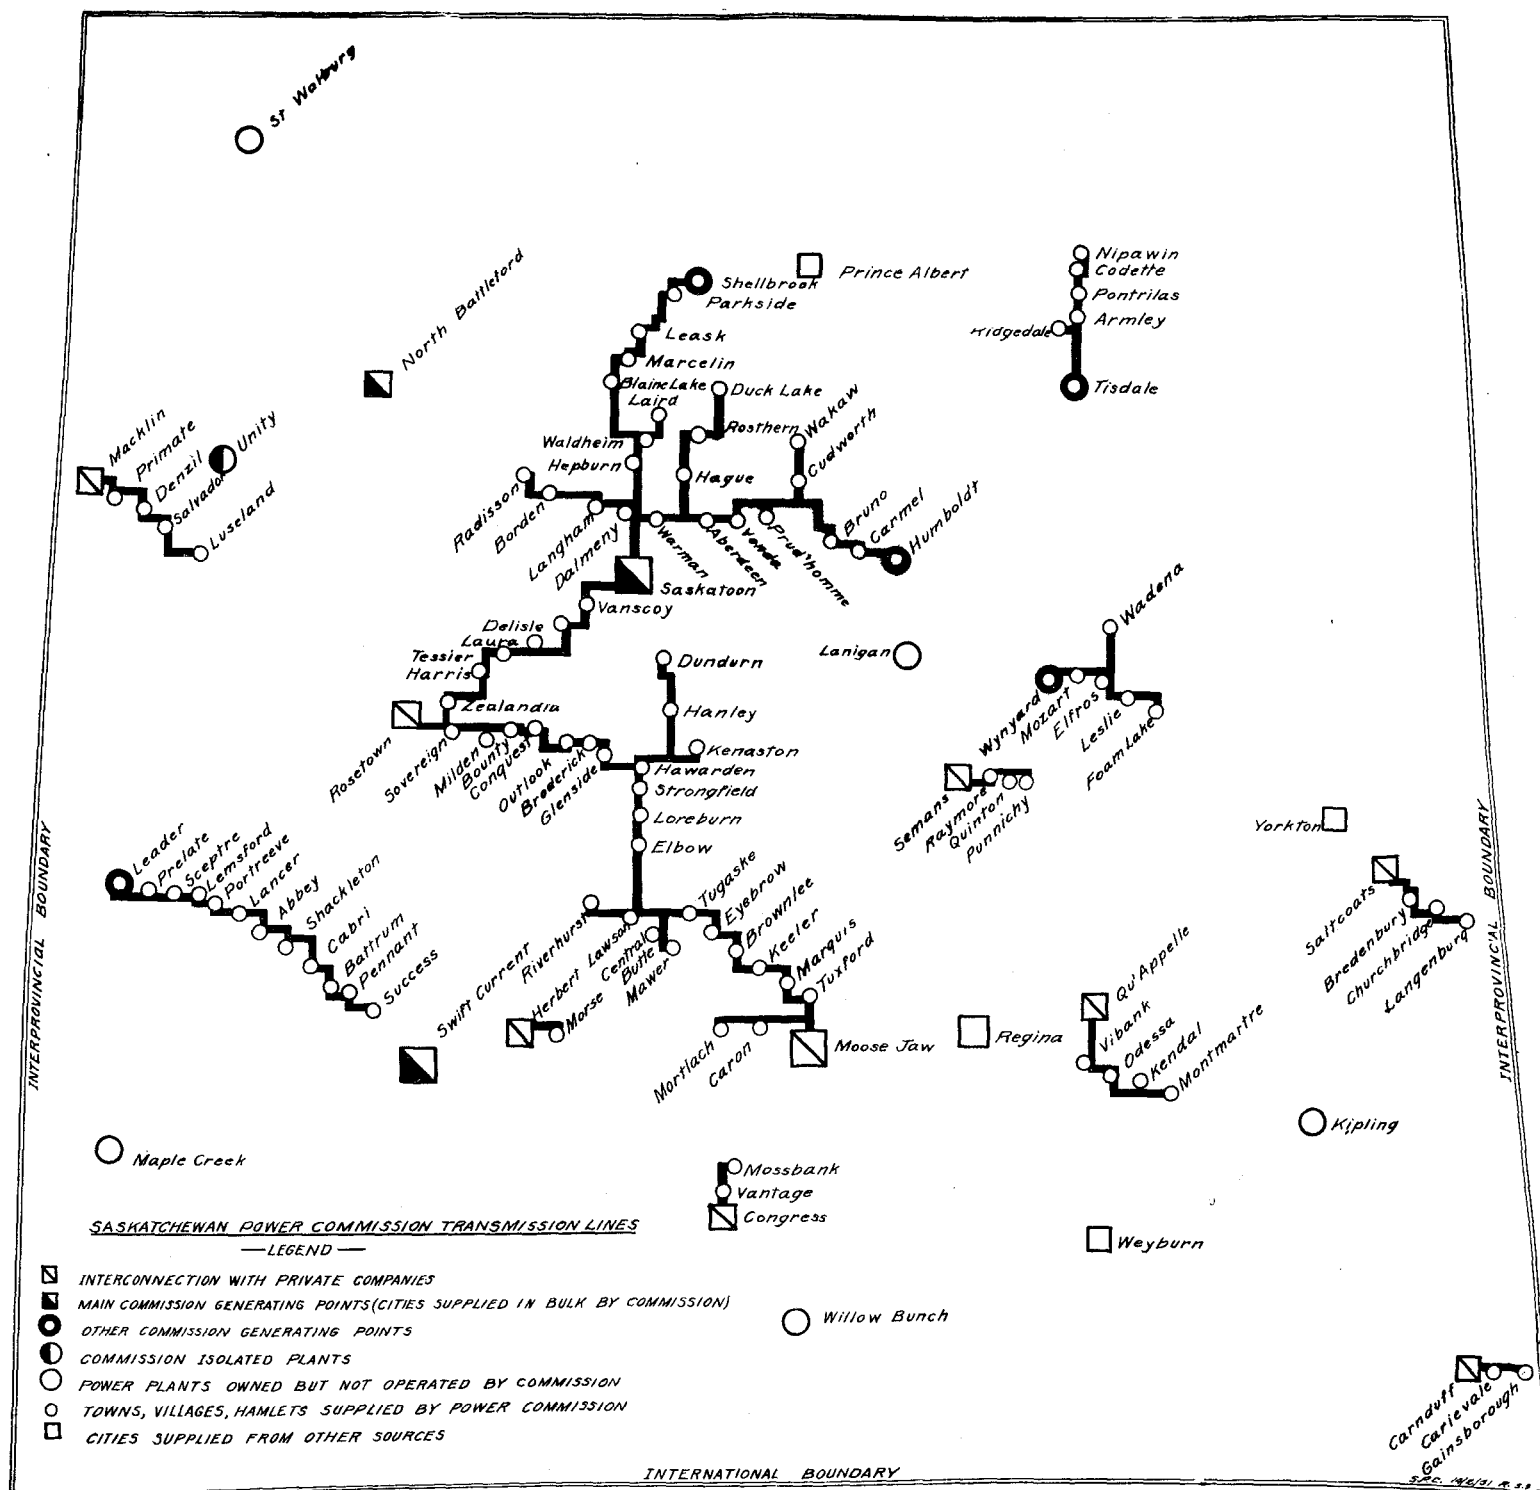 St Walburg
North Battleford
Shellbrook
Parkside
Prince Albert
Leask
Marcelin
Blaine Lake
Laird
Duck Lake
Waldheim
Rosthern
Wakaw
Cudworth
Hepburn
Hague
Radisson
Borden
Langham
Dalmeny
Warman
Aberdeen
Vonda
Prud'homme
Bruno
Carmel
Humboldt
Nipawin
Codette
Pontrilas
Armley
Ridgedale
Tisdale
Macklin
Primate
Denzil
Salvador
Unity
Luseland
Saskatoon
Vanscoy
Delisle
Laura
Tessier
Harris
Zealandia
Rosetown
Sovereign
Milden
Bounty
Conquest
Outlook
Broderick
Glenside
Dundurn
Hanley
Kenaston
Hawarden
Strongfield
Loreburn
Elbow
Lanigan
Wadena
Wynyard
Mozart
Elfros
Leslie
Foam Lake
Semans
Raymore
Quinton
Punnichy
Yorkton
Saltcoats
Bredenbury
Churchbridge
Langenburg
Leader
Prelate
Sceptre
Lemsford
Portreeve
Lancer
Abbey
Shackleton
Cabri
Battrum
Pennant
Success
Swift Current
Riverhurst
Herbert
Lawson
Morse
Central
Butte
Mawer
Tugaske
Eyebrow
Brownlee
Keeler
Marquis
Tuxford
Mortlach
Caron
Moose Jaw
Regina
Qu'Appelle
Vibank
Odessa
Kendal
Montmartre
Kipling
Maple Creek
Mossbank
Vantage
Congress
Weyburn
Willow Bunch
Carnduff
Carievale
Gainsborough
INTERPROVINCIAL BOUNDARY
INTERPROVINCIAL BOUNDARY
SASKATCHEWAN POWER COMMISSION TRANSMISSION LINES
—LEGEND—
INTERCONNECTION WITH PRIVATE COMPANIES
MAIN COMMISSION GENERATING POINTS (CITIES SUPPLIED IN BULK BY COMMISSION)
OTHER COMMISSION GENERATING POINTS
COMMISSION ISOLATED PLANTS
POWER PLANTS OWNED BUT NOT OPERATED BY COMMISSION
TOWNS, VILLAGES, HAMLETS SUPPLIED BY POWER COMMISSION
CITIES SUPPLIED FROM OTHER SOURCES
INTERNATIONAL BOUNDARY
S.P.C.